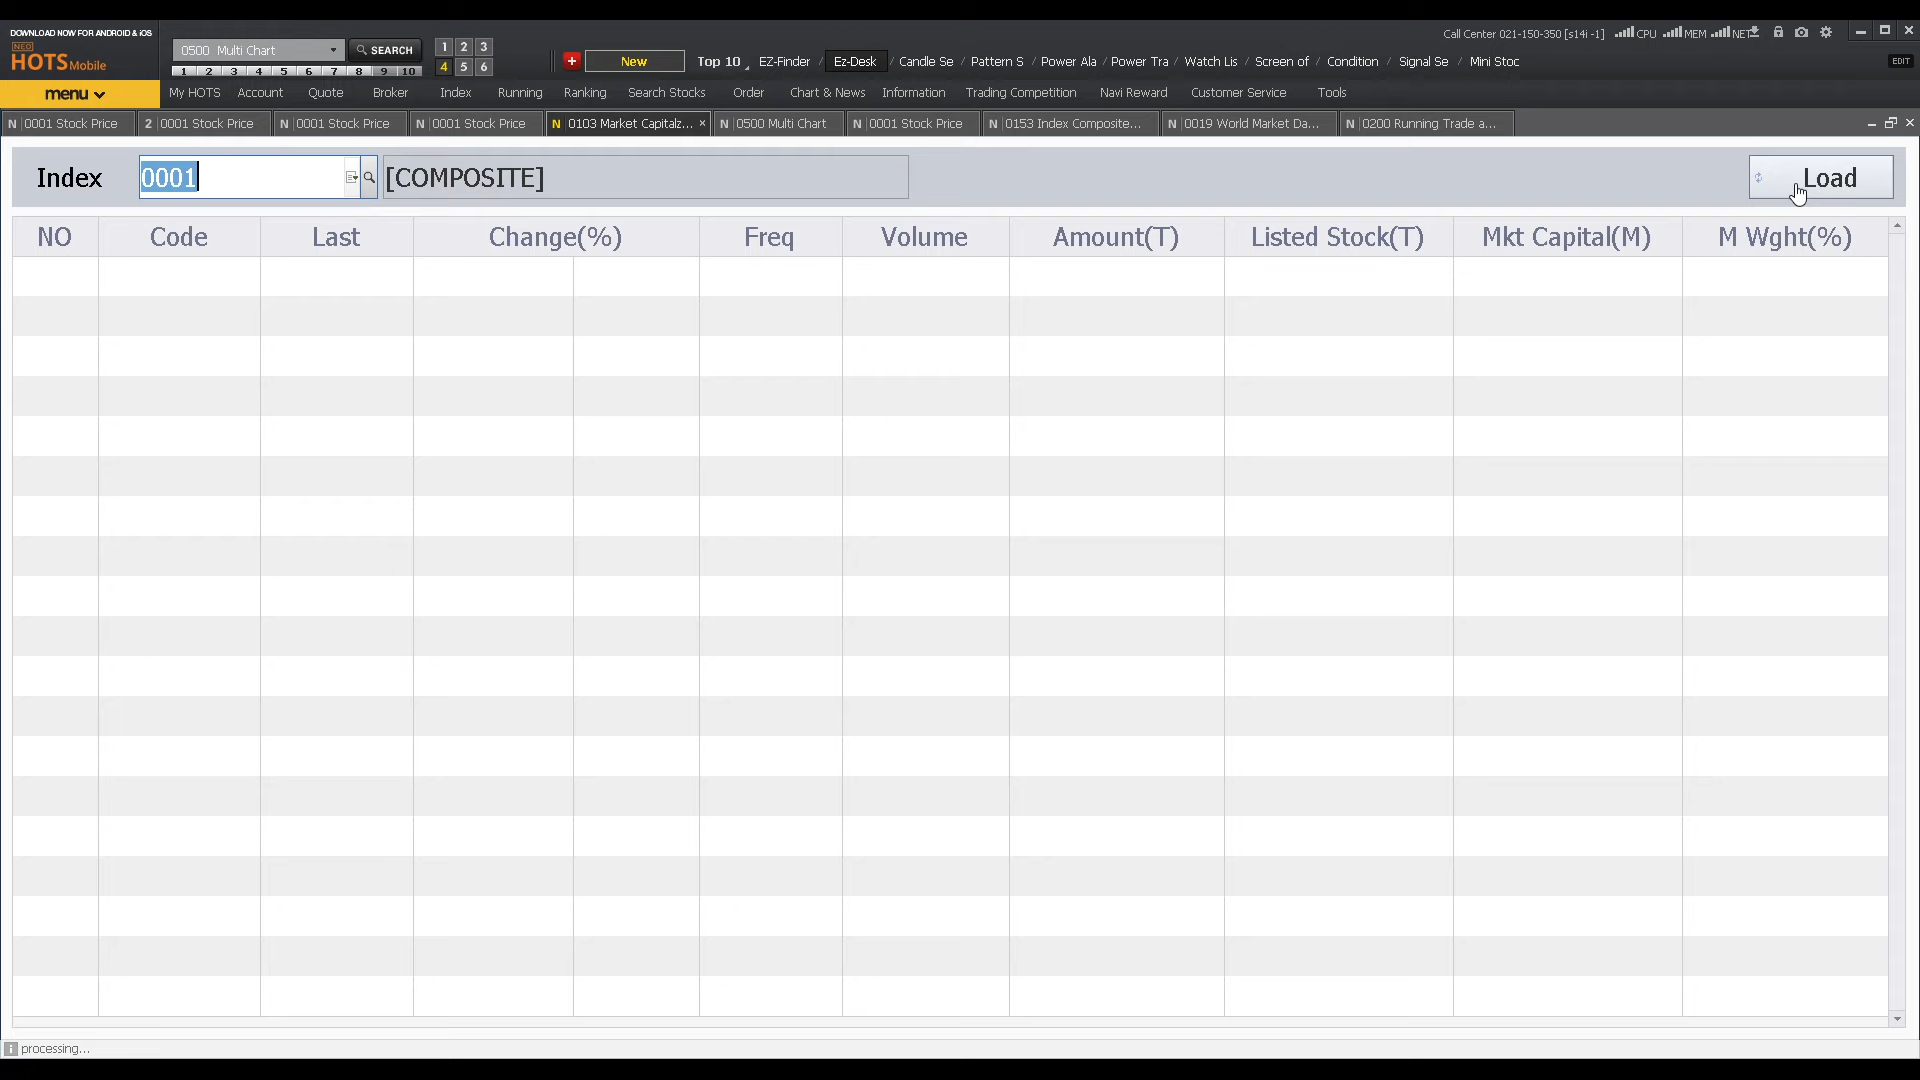 DOWNLOAD NOW FOR ANDROID & iOS
NEO
HOTS Mobile
0500 Multi Chart
SEARCH
1 2 3 4 5 6 7 8 9 10
1 2 3
4 5 6
New
Top 10 EZ-Finder / Ez-Desk / Candle Se / Pattern S / Power Ala / Power Tra / Watch Lis / Screen of / Condition / Signal Se / Mini Stoc
Call Center 021-150-350 [s14i -1] CPU MEM NET
EDIT
menu
My HOTS Account Quote Broker Index Running Ranking Search Stocks Order Chart & News Information Trading Competition Navi Reward Customer Service Tools
N 0001 Stock Price 2 0001 Stock Price N 0001 Stock Price N 0001 Stock Price N 0103 Market Capitalz... × N 0500 Multi Chart N 0001 Stock Price N 0153 Index Composite... N 0019 World Market Da... N 0200 Running Trade a...
Index 0001 [COMPOSITE] Load
NO Code Last Change(%) Freq Volume Amount(T) Listed Stock(T) Mkt Capital(M) M Wght(%)
processing...